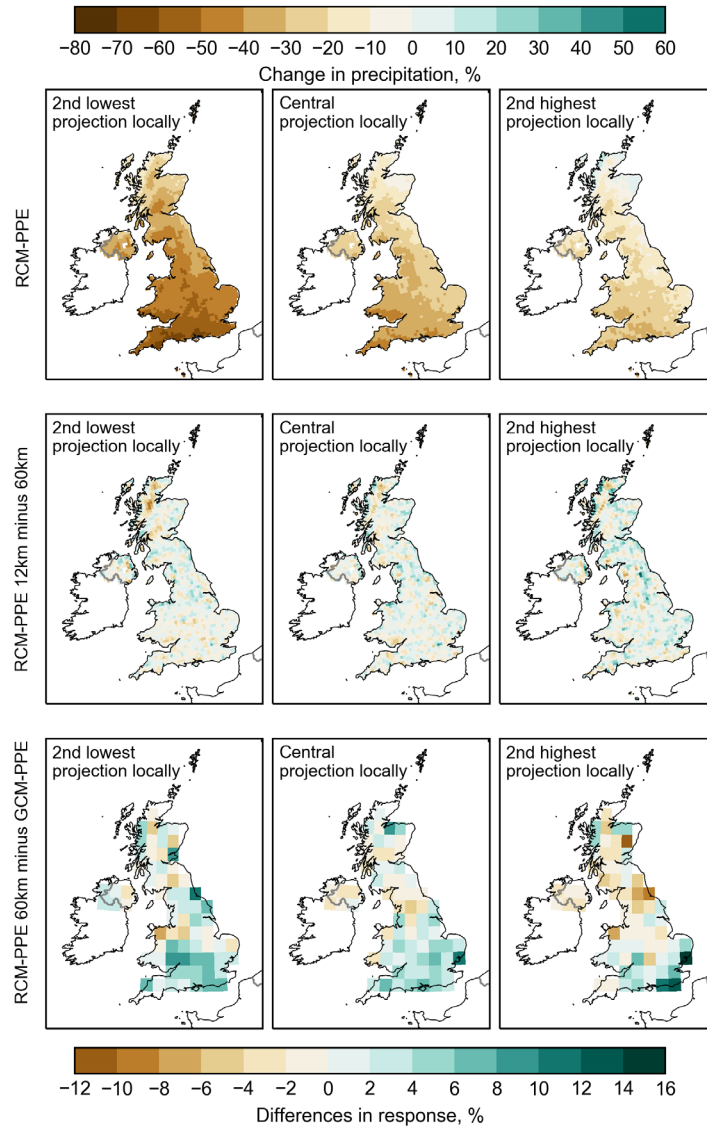 −80 −70 −60 −50 −40 −30 −20 −10 0 10 20 30 40 50 60
Change in precipitation, %
RCM-PPE
2nd lowest
projection locally
Central
projection locally
2nd highest
projection locally
RCM-PPE 12km minus 60km
2nd lowest
projection locally
Central
projection locally
2nd highest
projection locally
RCM-PPE 60km minus GCM-PPE
2nd lowest
projection locally
Central
projection locally
2nd highest
projection locally
−12 −10 −8 −6 −4 −2 0 2 4 6 8 10 12 14 16
Differences in response, %